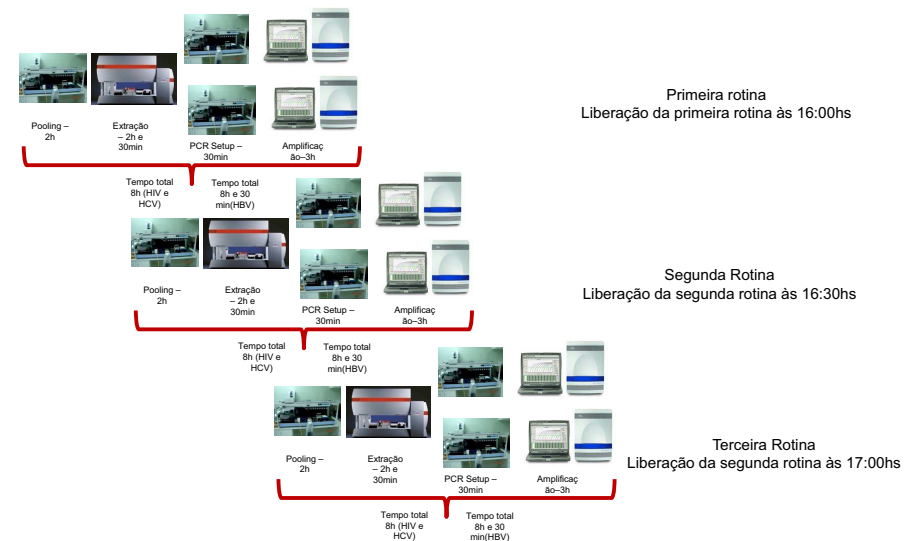 Primeira rotina
Liberação da primeira rotina às 16:00hs
Pooling –
2h
Extração
– 2h e
30min
PCR Setup –
30min
Amplificaç
ão–3h
Tempo total
8h (HIV e
HCV)
Tempo total
8h e 30
min(HBV)
Segunda Rotina
Liberação da segunda rotina às 16:30hs
Pooling –
2h
Extração
– 2h e
30min
PCR Setup –
30min
Amplificaç
ão–3h
Tempo total
8h (HIV e
HCV)
Tempo total
8h e 30
min(HBV)
Terceira Rotina
Liberação da segunda rotina às 17:00hs
Pooling –
2h
Extração
– 2h e
30min
PCR Setup –
30min
Amplificaç
ão–3h
Tempo total
8h (HIV e
HCV)
Tempo total
8h e 30
min(HBV)